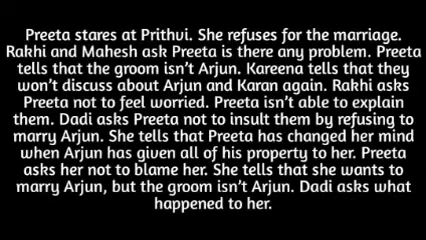 Preeta stares at Prithvi. She refuses for the marriage.
Rakhi and Mahesh ask Preeta is there any problem. Preeta
tells that the groom isn't Arjun. Kareena tells that they
won't discuss about Arjun and Karan again. Rakhi asks
Preeta not to feel worried. Preeta isn't able to explain
them. Dadi asks Preeta not to insult them by refusing to
marry Arjun. She tells that Preeta has changed her mind
when Arjun has given all of his property to her. Preeta
asks her not to blame her. She tells that she wants to
marry Arjun, but the groom isn't Arjun. Dadi asks what
happened to her.